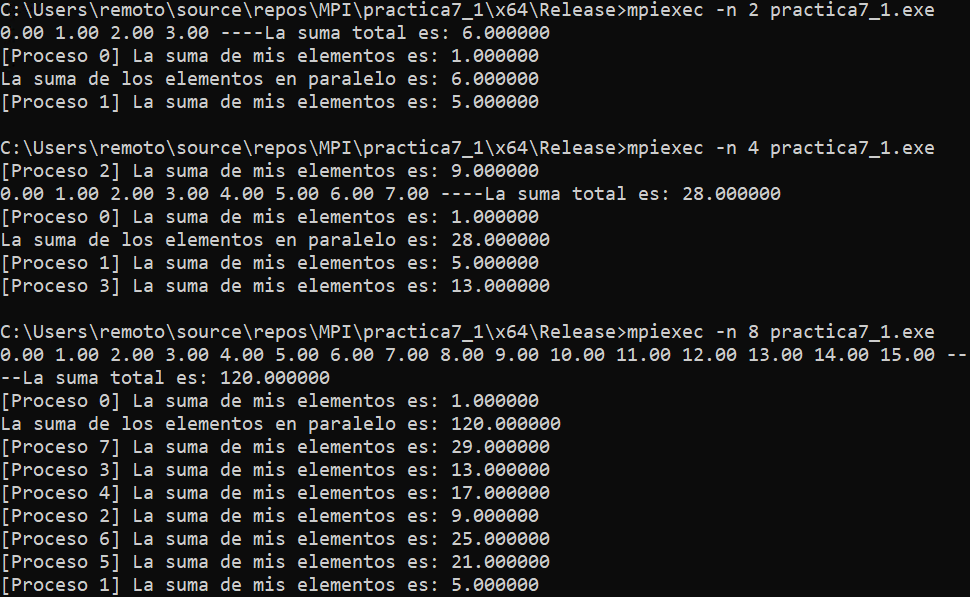 C:\Users\remoto\source\repos\MPI\practica7_1\x64\Release>mpiexec -n 2 practica7_1.exe
0.00 1.00 2.00 3.00 ----La suma total es: 6.000000
[Proceso 0] La suma de mis elementos es: 1.000000
La suma de los elementos en paralelo es: 6.000000
[Proceso 1] La suma de mis elementos es: 5.000000

C:\Users\remoto\source\repos\MPI\practica7_1\x64\Release>mpiexec -n 4 practica7_1.exe
[Proceso 2] La suma de mis elementos es: 9.000000
0.00 1.00 2.00 3.00 4.00 5.00 6.00 7.00 ----La suma total es: 28.000000
[Proceso 0] La suma de mis elementos es: 1.000000
La suma de los elementos en paralelo es: 28.000000
[Proceso 1] La suma de mis elementos es: 5.000000
[Proceso 3] La suma de mis elementos es: 13.000000

C:\Users\remoto\source\repos\MPI\practica7_1\x64\Release>mpiexec -n 8 practica7_1.exe
0.00 1.00 2.00 3.00 4.00 5.00 6.00 7.00 8.00 9.00 10.00 11.00 12.00 13.00 14.00 15.00 --
--La suma total es: 120.000000
[Proceso 0] La suma de mis elementos es: 1.000000
La suma de los elementos en paralelo es: 120.000000
[Proceso 7] La suma de mis elementos es: 29.000000
[Proceso 3] La suma de mis elementos es: 13.000000
[Proceso 4] La suma de mis elementos es: 17.000000
[Proceso 2] La suma de mis elementos es: 9.000000
[Proceso 6] La suma de mis elementos es: 25.000000
[Proceso 5] La suma de mis elementos es: 21.000000
[Proceso 1] La suma de mis elementos es: 5.000000